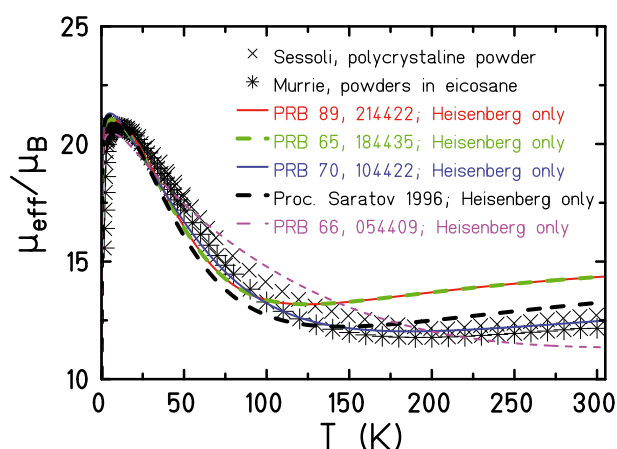 25
20
15
10
μeff/μB
× Sessoli, polycrystaline powder
Murrie, powders in eicosane
PRB 89, 214422; Heisenberg only
PRB 65, 184435; Heisenberg only
PRB 70, 104422; Heisenberg only
Proc. Saratov 1996; Heisenberg only
PRB 66, 054409; Heisenberg only
0 50 100 150 200 250 300
T (K)